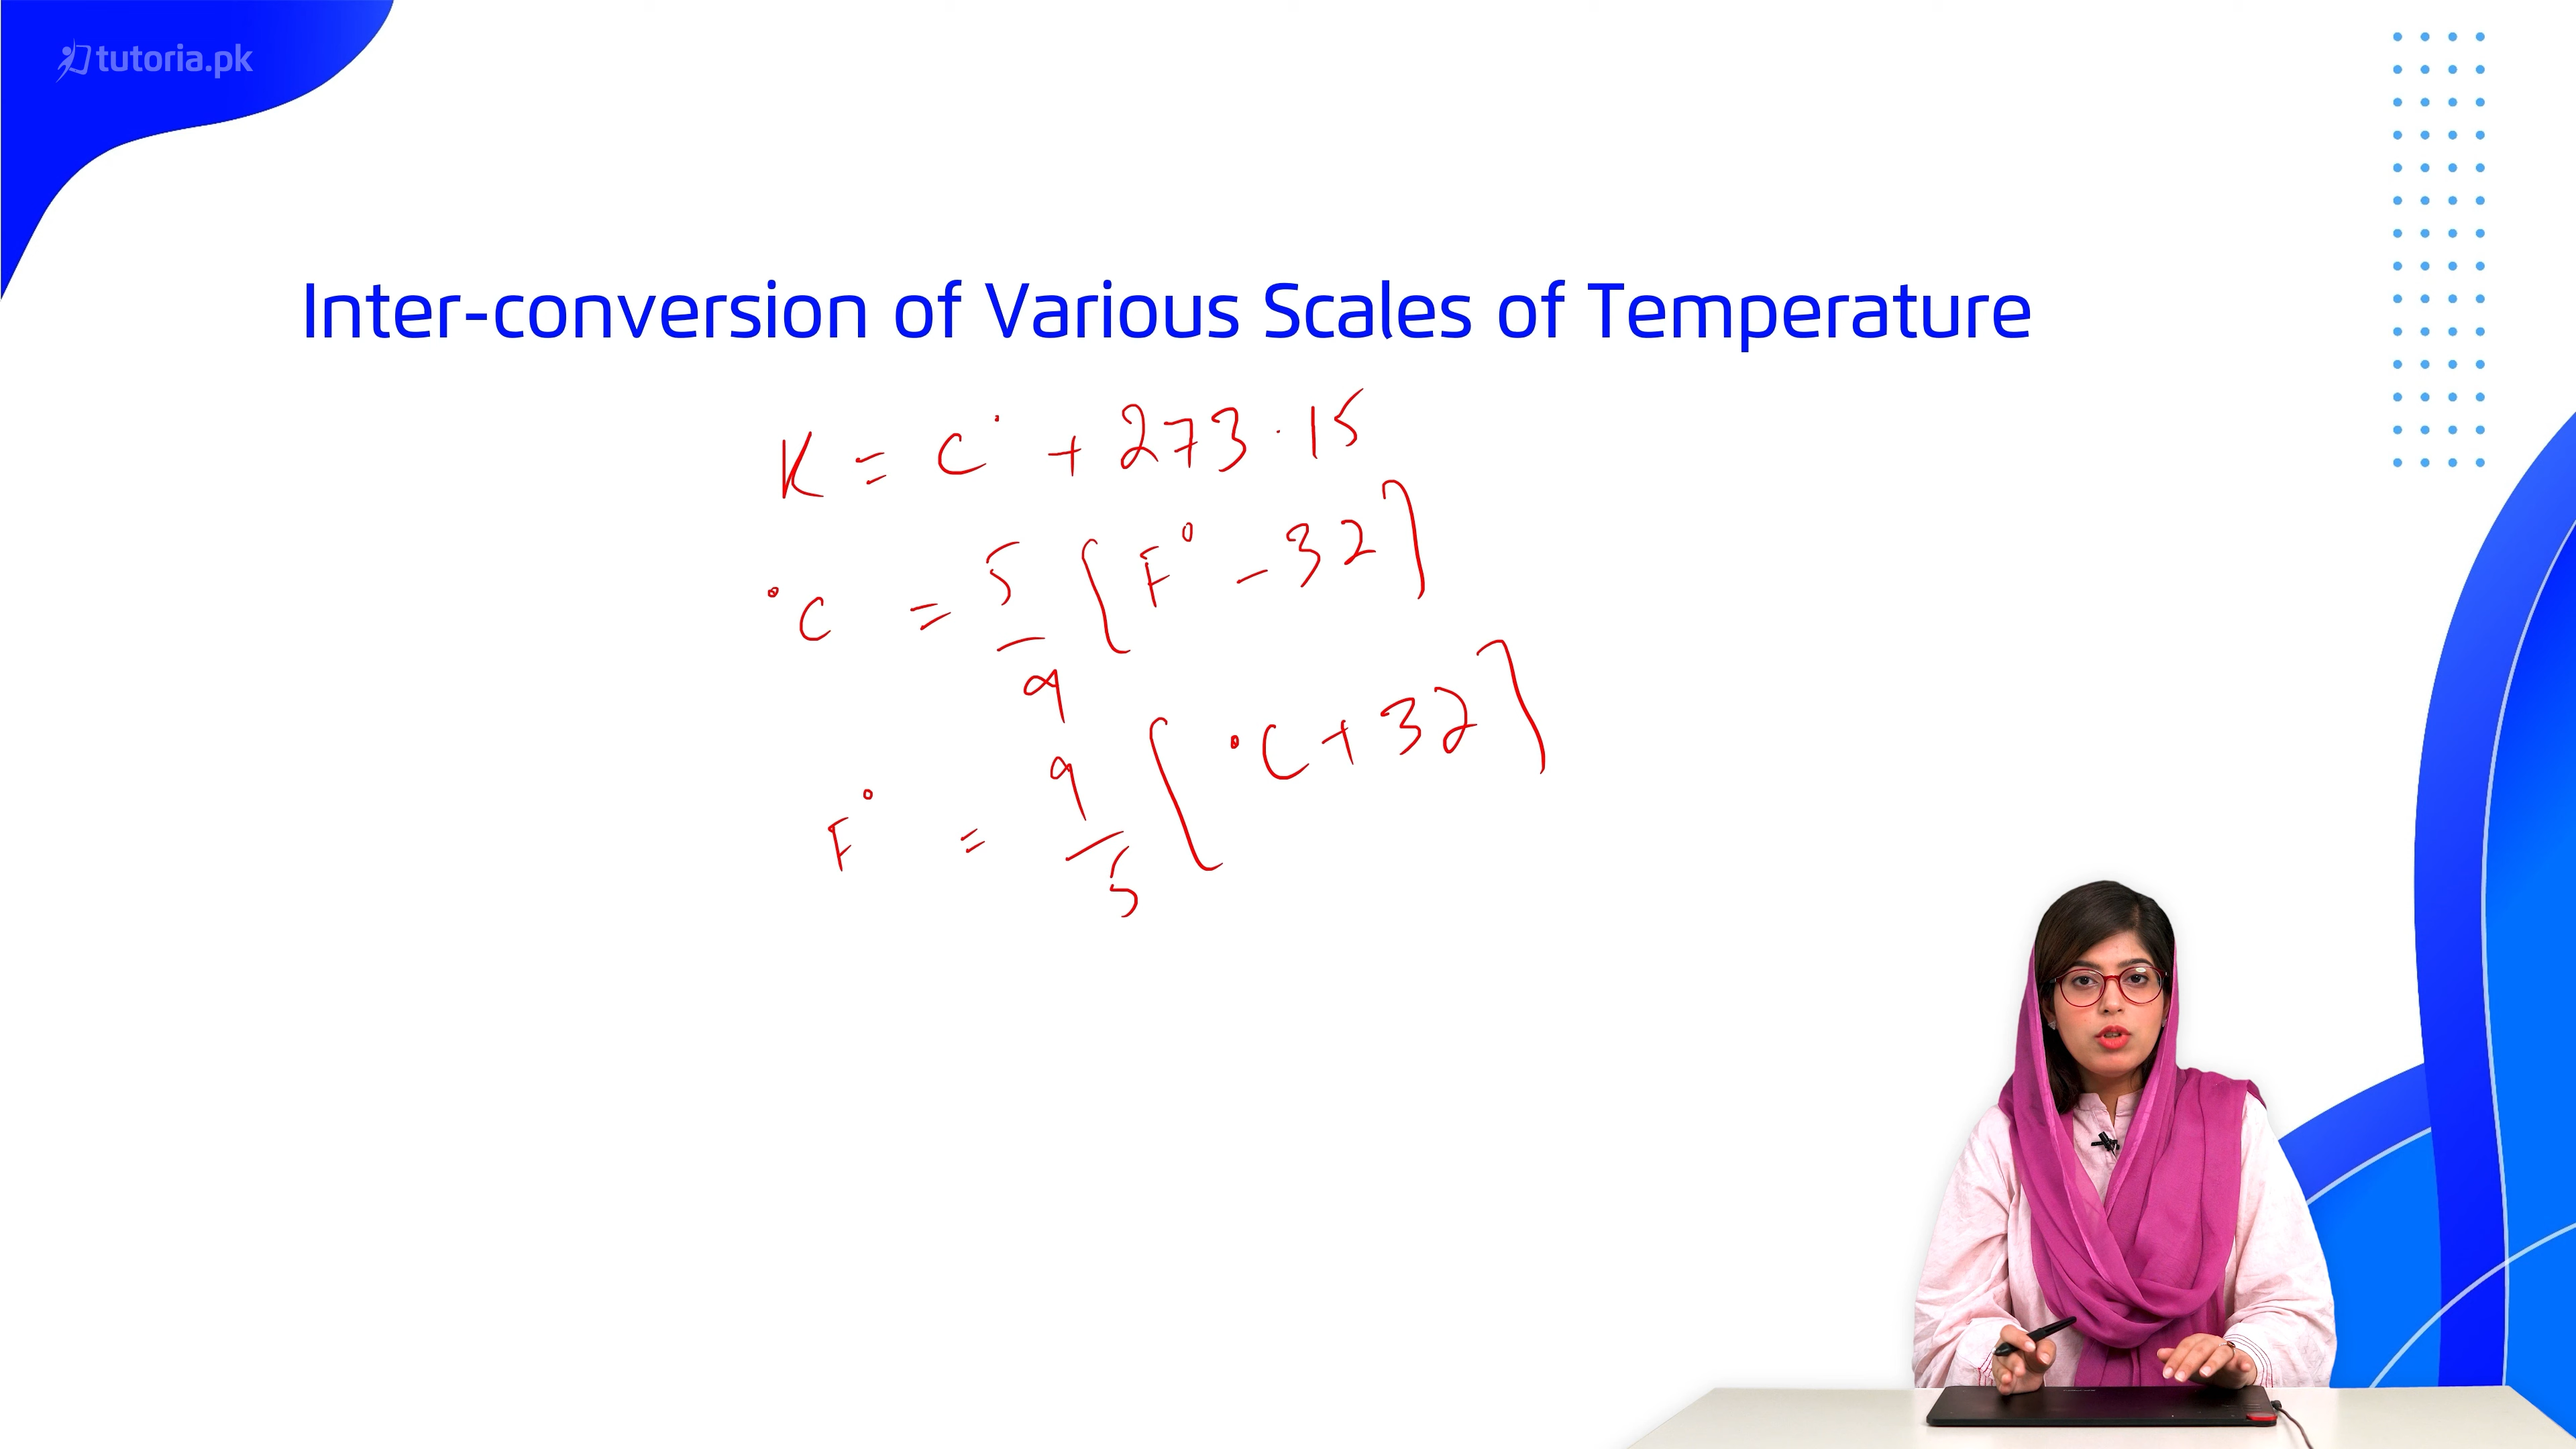 tutoria.pk
Inter-conversion of Various Scales of Temperature
K = C° + 273.15
°C = 5/9 [F° - 32]
F° = 9/5 [°C + 32]